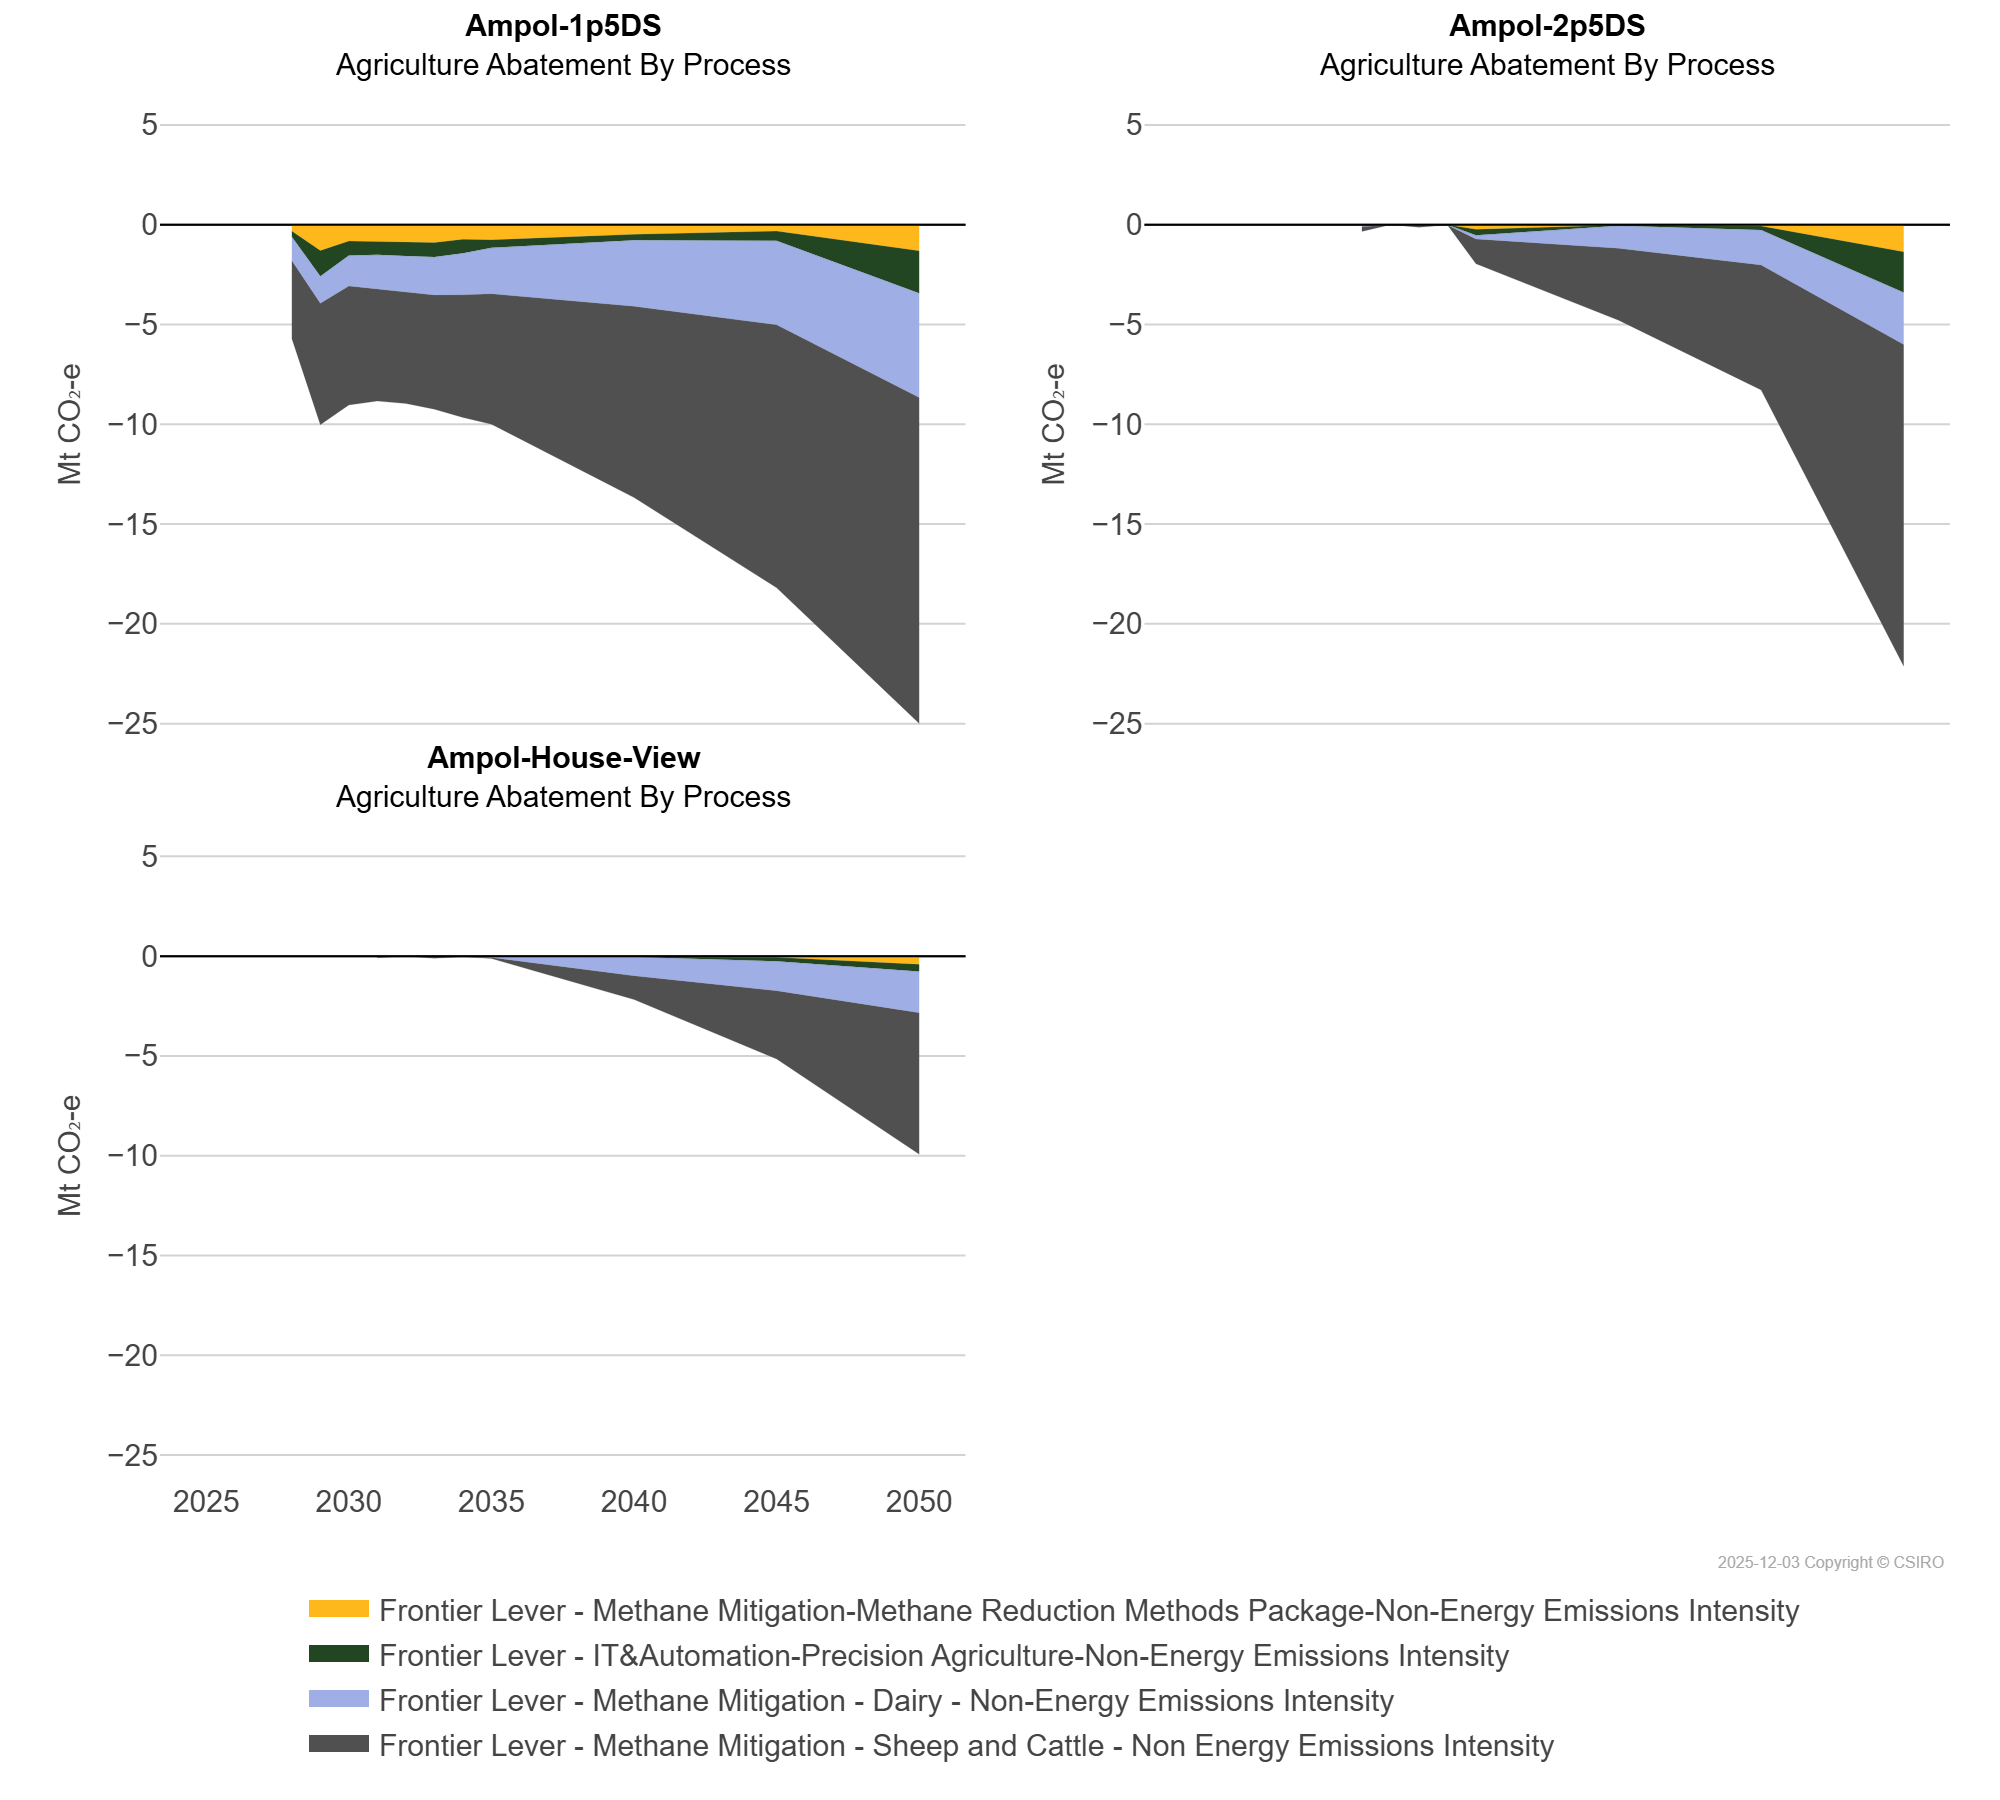 Ampol-1p5DS
Agriculture Abatement By Process
5
0
−5
−10
−15
−20
−25
Mt CO₂-e
Ampol-2p5DS
Agriculture Abatement By Process
5
0
−5
−10
−15
−20
−25
Mt CO₂-e
Ampol-House-View
Agriculture Abatement By Process
5
0
−5
−10
−15
−20
−25
Mt CO₂-e
2025 2030 2035 2040 2045 2050
2025-12-03 Copyright © CSIRO
Frontier Lever - Methane Mitigation-Methane Reduction Methods Package-Non-Energy Emissions Intensity
Frontier Lever - IT&Automation-Precision Agriculture-Non-Energy Emissions Intensity
Frontier Lever - Methane Mitigation - Dairy - Non-Energy Emissions Intensity
Frontier Lever - Methane Mitigation - Sheep and Cattle - Non Energy Emissions Intensity